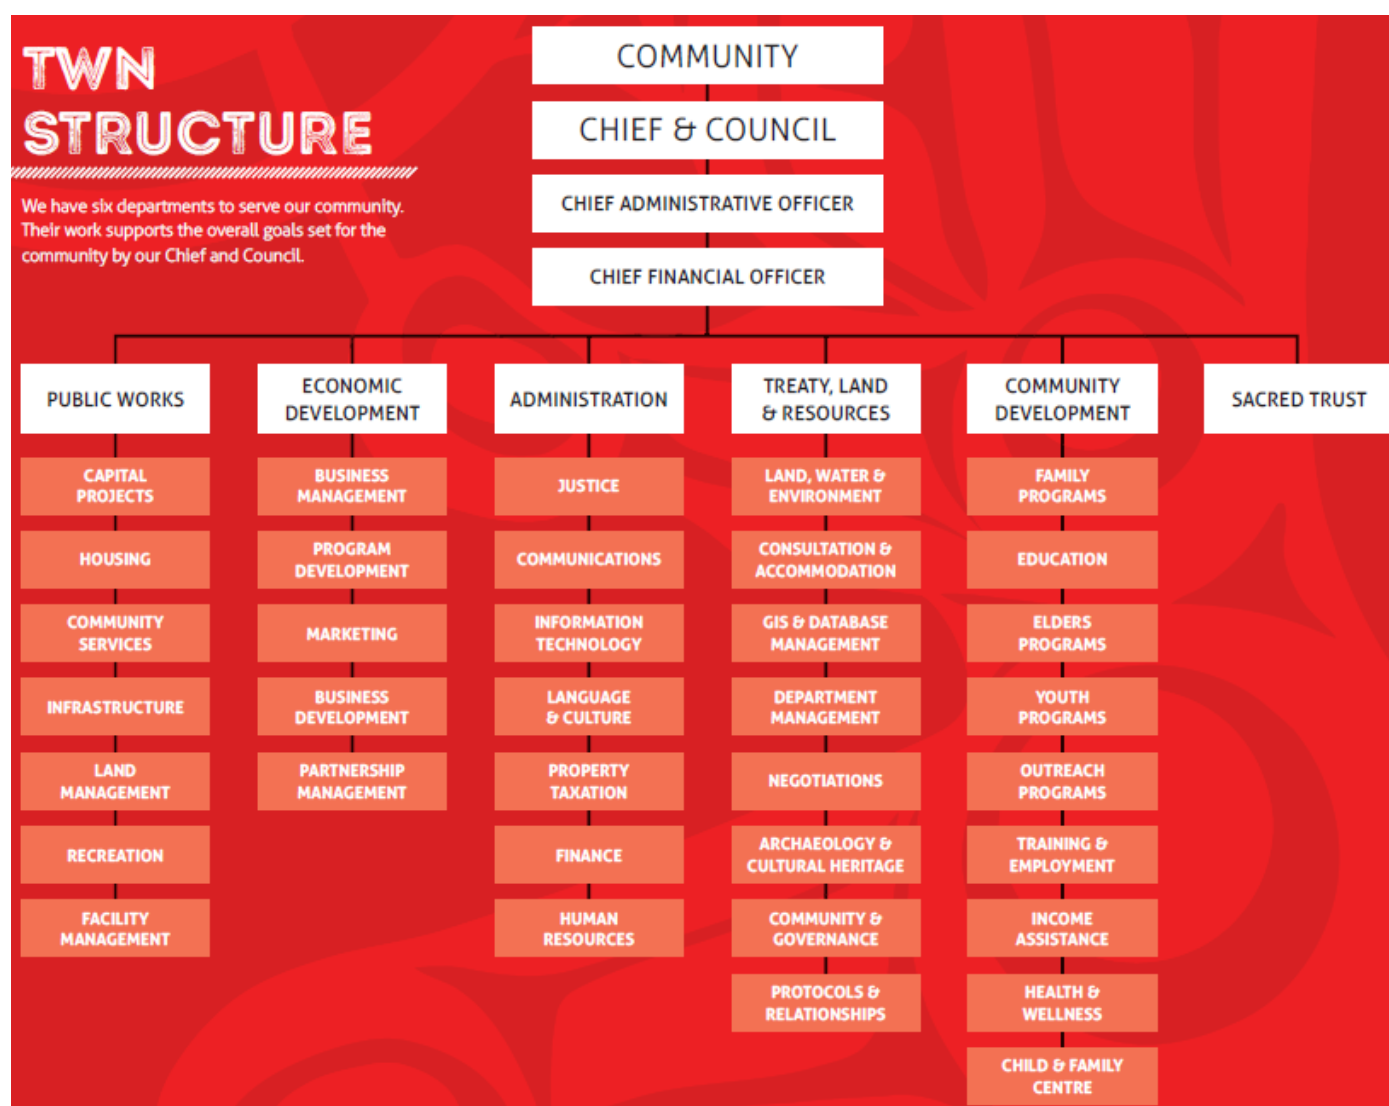 TWN
STRUCTURE
We have six departments to serve our community.
Their work supports the overall goals set for the
community by our Chief and Council.
COMMUNITY
CHIEF & COUNCIL
CHIEF ADMINISTRATIVE OFFICER
CHIEF FINANCIAL OFFICER
PUBLIC WORKS
CAPITAL
PROJECTS
HOUSING
COMMUNITY
SERVICES
INFRASTRUCTURE
LAND
MANAGEMENT
RECREATION
FACILITY
MANAGEMENT
ECONOMIC
DEVELOPMENT
BUSINESS
MANAGEMENT
PROGRAM
DEVELOPMENT
MARKETING
BUSINESS
DEVELOPMENT
PARTNERSHIP
MANAGEMENT
ADMINISTRATION
JUSTICE
COMMUNICATIONS
INFORMATION
TECHNOLOGY
LANGUAGE
& CULTURE
PROPERTY
TAXATION
FINANCE
HUMAN
RESOURCES
TREATY, LAND
& RESOURCES
LAND, WATER &
ENVIRONMENT
CONSULTATION &
ACCOMMODATION
GIS & DATABASE
MANAGEMENT
DEPARTMENT
MANAGEMENT
NEGOTIATIONS
ARCHAEOLOGY &
CULTURAL HERITAGE
COMMUNITY &
GOVERNANCE
PROTOCOLS &
RELATIONSHIPS
COMMUNITY
DEVELOPMENT
FAMILY
PROGRAMS
EDUCATION
ELDERS
PROGRAMS
YOUTH
PROGRAMS
OUTREACH
PROGRAMS
TRAINING &
EMPLOYMENT
INCOME
ASSISTANCE
HEALTH &
WELLNESS
CHILD & FAMILY
CENTRE
SACRED TRUST